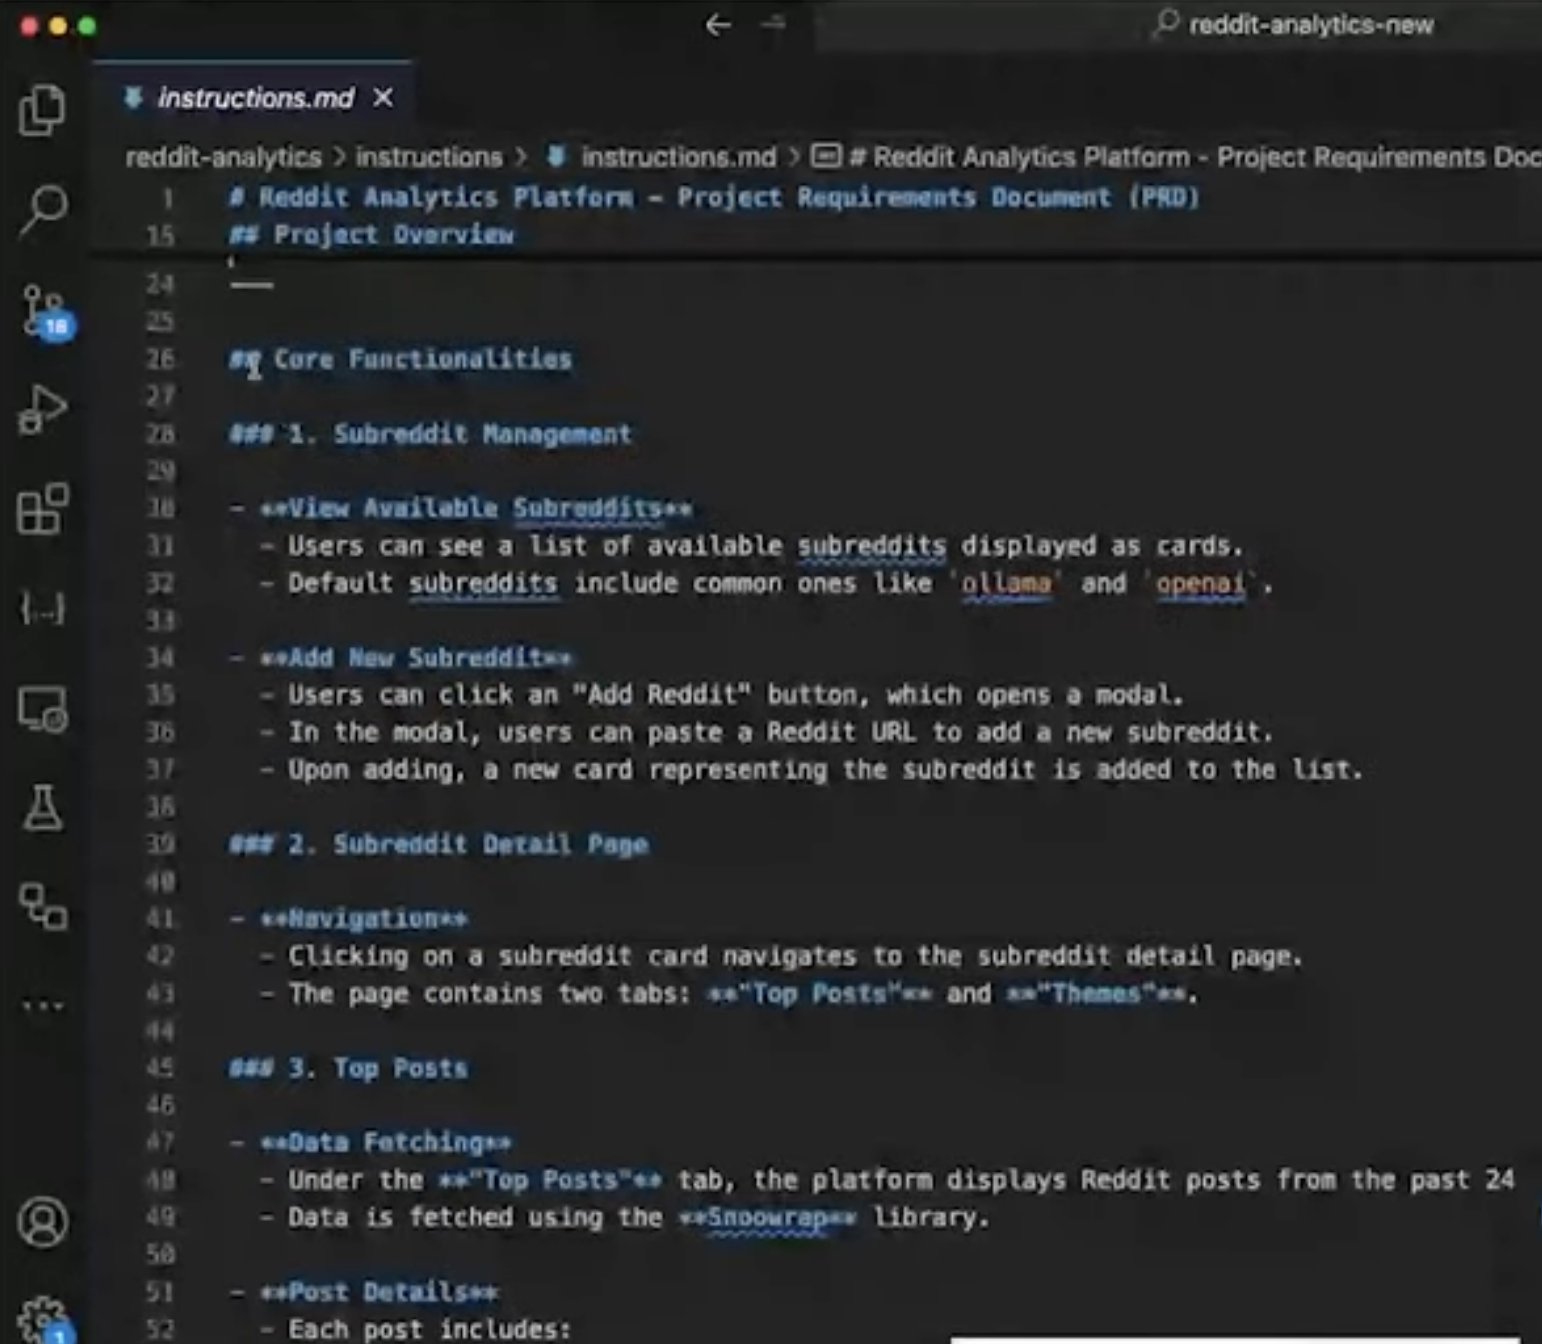 reddit-analytics-new
instructions.md
reddit-analytics > instructions > instructions.md > # Reddit Analytics Platform - Project Requirements Doc
1 # Reddit Analytics Platform - Project Requirements Document (PRD)
15 ## Project Overview
24 ---
25
26 ## Core Functionalities
27
28 ### 1. Subreddit Management
29
30 - **View Available Subreddits**
31 - Users can see a list of available subreddits displayed as cards.
32 - Default subreddits include common ones like `ollama` and `openai`.
33
34 - **Add New Subreddit**
35 - Users can click an "Add Reddit" button, which opens a modal.
36 - In the modal, users can paste a Reddit URL to add a new subreddit.
37 - Upon adding, a new card representing the subreddit is added to the list.
38
39 ### 2. Subreddit Detail Page
40
41 - **Navigation**
42 - Clicking on a subreddit card navigates to the subreddit detail page.
43 - The page contains two tabs: **"Top Posts"** and **"Themes"**.
44
45 ### 3. Top Posts
46
47 - **Data Fetching**
48 - Under the **"Top Posts"** tab, the platform displays Reddit posts from the past 24
49 - Data is fetched using the **Snoowrap** library.
50
51 - **Post Details**
52 - Each post includes:
18
1